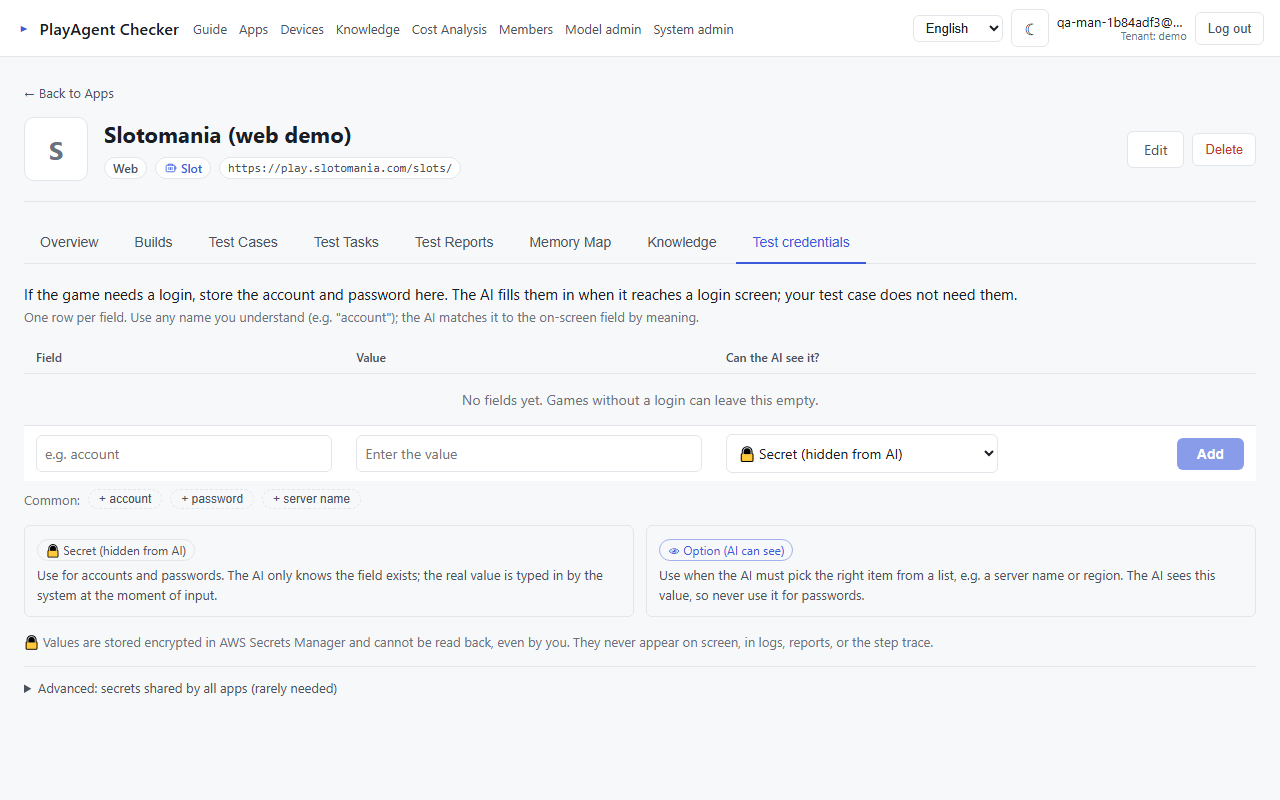 PlayAgent Checker Guide Apps Devices Knowledge Cost Analysis Members Model admin System admin English qa-man-1b84adf3@... Tenant: demo Log out
← Back to Apps
S
Slotomania (web demo)
Web Slot https://play.slotomania.com/slots/
Edit Delete
Overview Builds Test Cases Test Tasks Test Reports Memory Map Knowledge Test credentials
If the game needs a login, store the account and password here. The AI fills them in when it reaches a login screen; your test case does not need them.
One row per field. Use any name you understand (e.g. "account"); the AI matches it to the on-screen field by meaning.
Field Value Can the AI see it?
No fields yet. Games without a login can leave this empty.
e.g. account Enter the value Secret (hidden from AI) Add
Common: + account + password + server name
Secret (hidden from AI)
Use for accounts and passwords. The AI only knows the field exists; the real value is typed in by the
system at the moment of input.
Option (AI can see)
Use when the AI must pick the right item from a list, e.g. a server name or region. The AI sees this
value, so never use it for passwords.
Values are stored encrypted in AWS Secrets Manager and cannot be read back, even by you. They never appear on screen, in logs, reports, or the step trace.
Advanced: secrets shared by all apps (rarely needed)